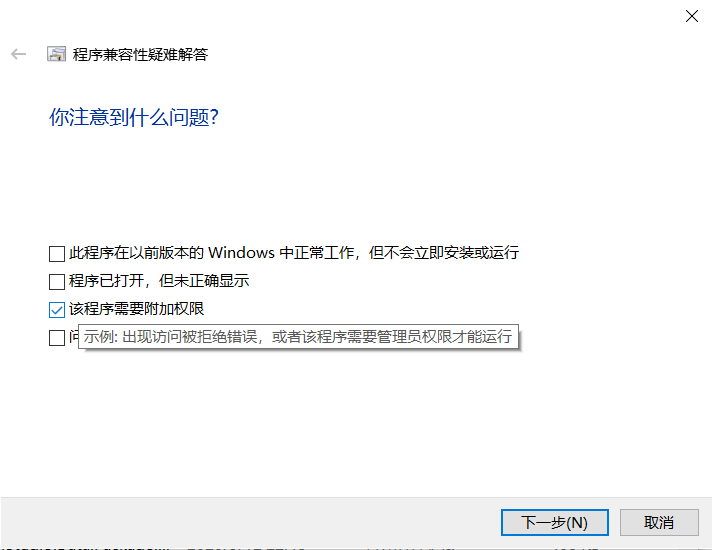 程序兼容性疑难解答
你注意到什么问题?
此程序在以前版本的 Windows 中正常工作，但不会立即安装或运行
程序已打开，但未正确显示
该程序需要附加权限
示例: 出现访问被拒绝错误，或者该程序需要管理员权限才能运行
下一步(N)
取消